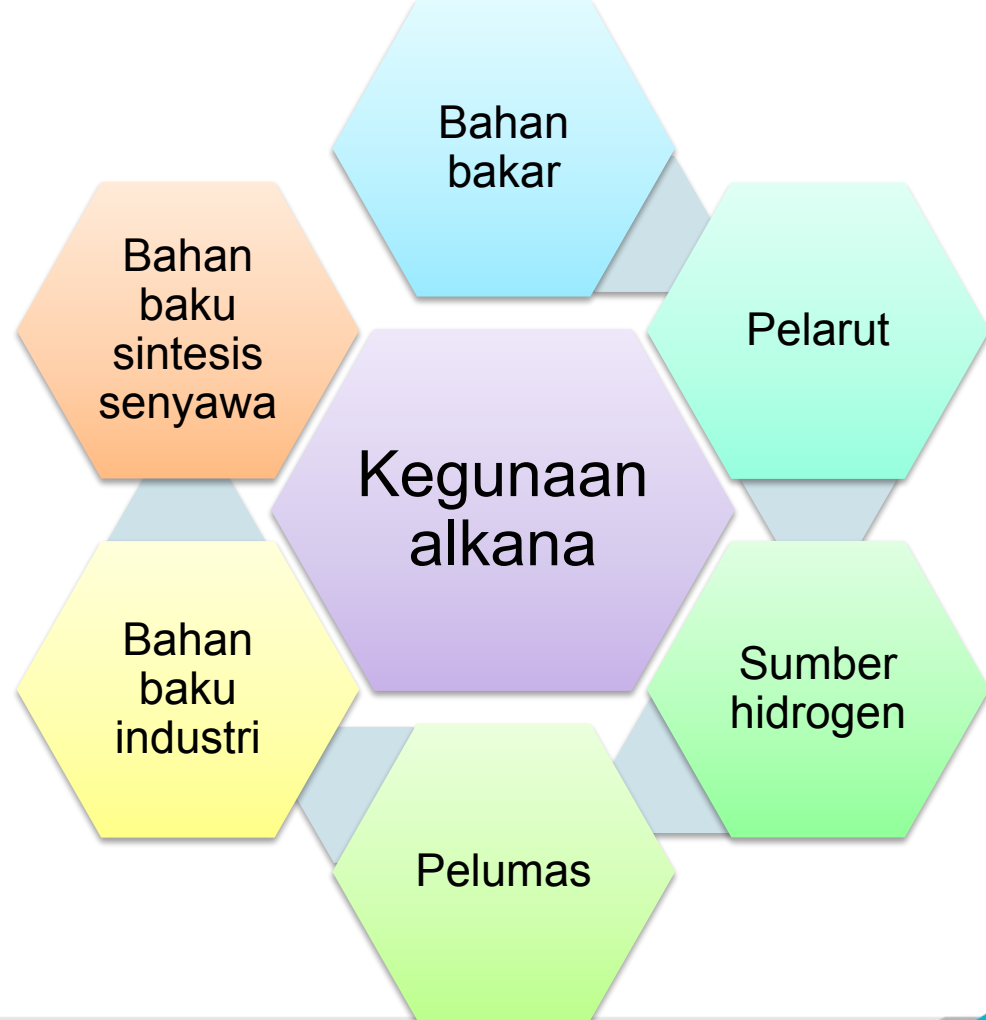 Kegunaan
alkana
Bahan
bakar
Pelarut
Sumber
hidrogen
Pelumas
Bahan
baku
industri
Bahan
baku
sintesis
senyawa